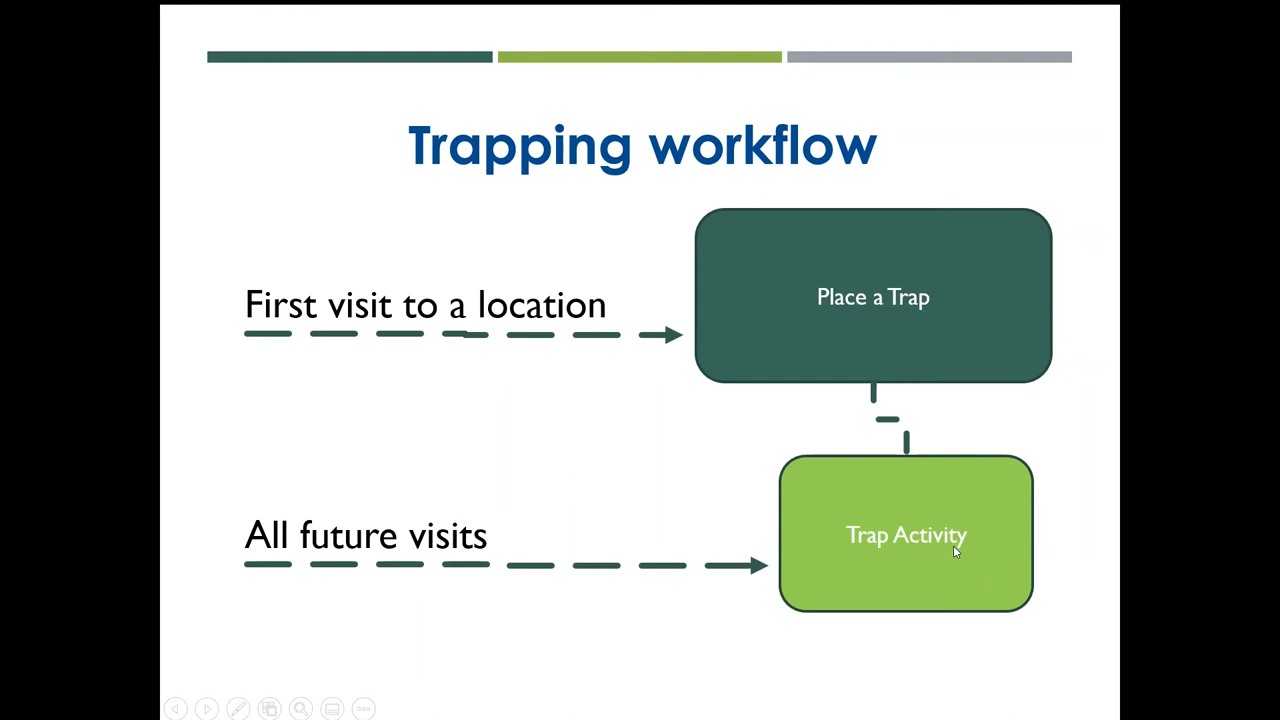 Trapping workflow
Place a Trap
First visit to a location
All future visits
Trap Activity